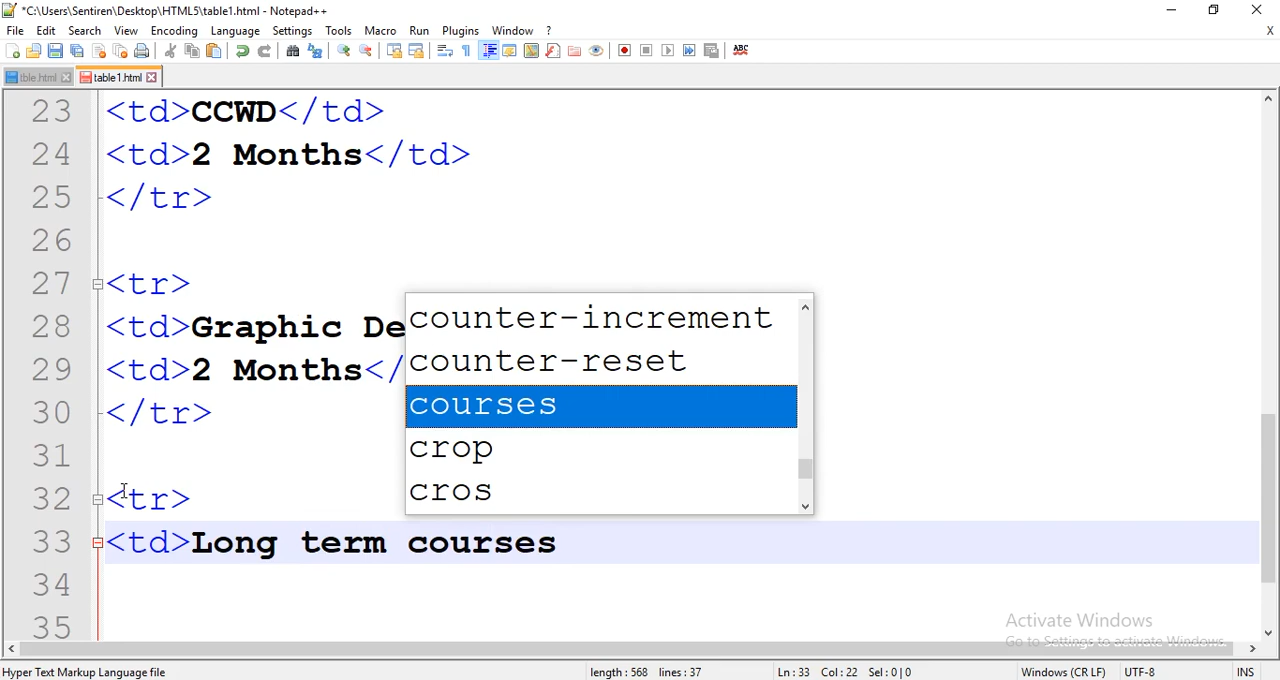 *C:\Users\Sentiren\Desktop\HTML5\table1.html - Notepad++
File Edit Search View Encoding Language Settings Tools Macro Run Plugins Window ? X
ble.html table1.html
23 <td>CCWD</td>
24 <td>2 Months</td>
25 </tr>
26
27 <tr>
28 <td>Graphic De
29 <td>2 Months</
30 </tr>
31
32 <tr>
33 <td>Long term courses
34
35
counter-increment
counter-reset
courses
crop
cros
Activate Windows
Go to Settings to activate Windows.
Hyper Text Markup Language file length : 568 lines : 37 Ln : 33 Col : 22 Sel : 0 | 0 Windows (CR LF) UTF-8 INS